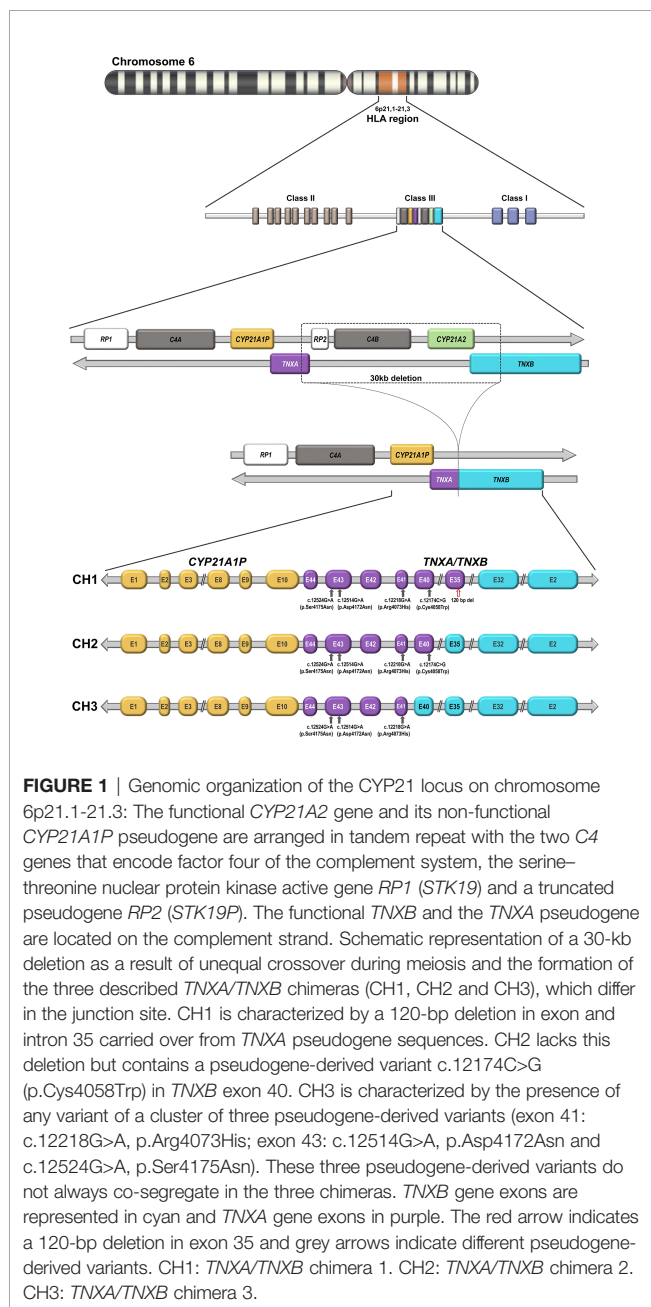 Chromosome 6
6p21,1-21,3
HLA region
Class II Class III Class I
RP1 C4A CYP21A1P RP2 C4B CYP21A2
TNXA TNXB
30kb deletion
RP1 C4A CYP21A1P
TNXA TNXB
CYP21A1P TNXA/TNXB
CH1 E1 E2 E3 E8 E9 E10 E44 E43 E42 E41 E40 E35 E32 E2
c.12524G>A c.12514G>A c.12218G>A c.12174C>G 120 bp del
(p.Ser4175Asn) (p.Asp4172Asn) (p.Arg4073His) (p.Cys4058Trp)
CH2 E1 E2 E3 E8 E9 E10 E44 E43 E42 E41 E40 E35 E32 E2
c.12524G>A c.12514G>A c.12218G>A c.12174C>G
(p.Ser4175Asn) (p.Asp4172Asn) (p.Arg4073His) (p.Cys4058Trp)
CH3 E1 E2 E3 E8 E9 E10 E44 E43 E42 E41 E40 E35 E32 E2
c.12524G>A c.12514G>A c.12218G>A
(p.Ser4175Asn) (p.Asp4172Asn) (p.Arg4073His)
FIGURE 1 | Genomic organization of the CYP21 locus on chromosome
6p21.1-21.3: The functional CYP21A2 gene and its non-functional
CYP21A1P pseudogene are arranged in tandem repeat with the two C4
genes that encode factor four of the complement system, the serine–
threonine nuclear protein kinase active gene RP1 (STK19) and a truncated
pseudogene RP2 (STK19P). The functional TNXB and the TNXA pseudogene
are located on the complement strand. Schematic representation of a 30-kb
deletion as a result of unequal crossover during meiosis and the formation of
the three described TNXA/TNXB chimeras (CH1, CH2 and CH3), which differ
in the junction site. CH1 is characterized by a 120-bp deletion in exon and
intron 35 carried over from TNXA pseudogene sequences. CH2 lacks this
deletion but contains a pseudogene-derived variant c.12174C>G
(p.Cys4058Trp) in TNXB exon 40. CH3 is characterized by the presence of
any variant of a cluster of three pseudogene-derived variants (exon 41:
c.12218G>A, p.Arg4073His; exon 43: c.12514G>A, p.Asp4172Asn and
c.12524G>A, p.Ser4175Asn). These three pseudogene-derived variants do
not always co-segregate in the three chimeras. TNXB gene exons are
represented in cyan and TNXA gene exons in purple. The red arrow indicates
a 120-bp deletion in exon 35 and grey arrows indicate different pseudogene-
derived variants. CH1: TNXA/TNXB chimera 1. CH2: TNXA/TNXB chimera 2.
CH3: TNXA/TNXB chimera 3.